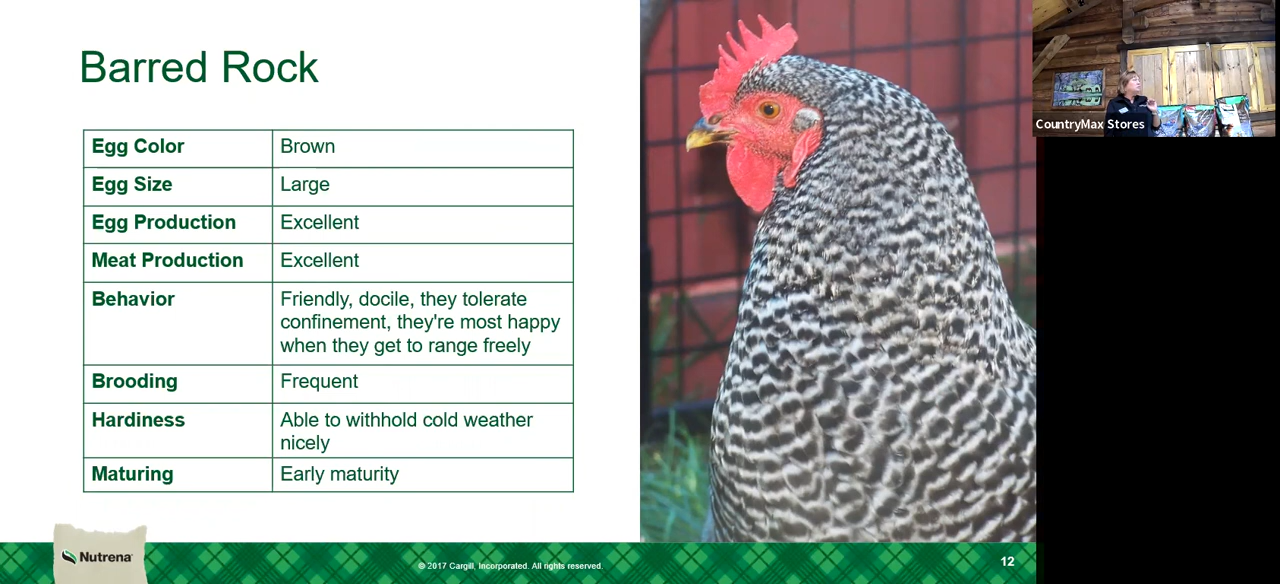 Barred Rock
Egg Color Brown
Egg Size Large
Egg Production Excellent
Meat Production Excellent
Behavior Friendly, docile, they tolerate
confinement, they're most happy
when they get to range freely
Brooding Frequent
Hardiness Able to withhold cold weather
nicely
Maturing Early maturity
CountryMax Stores
Nutrena
© 2017 Cargill, Incorporated. All rights reserved.
12